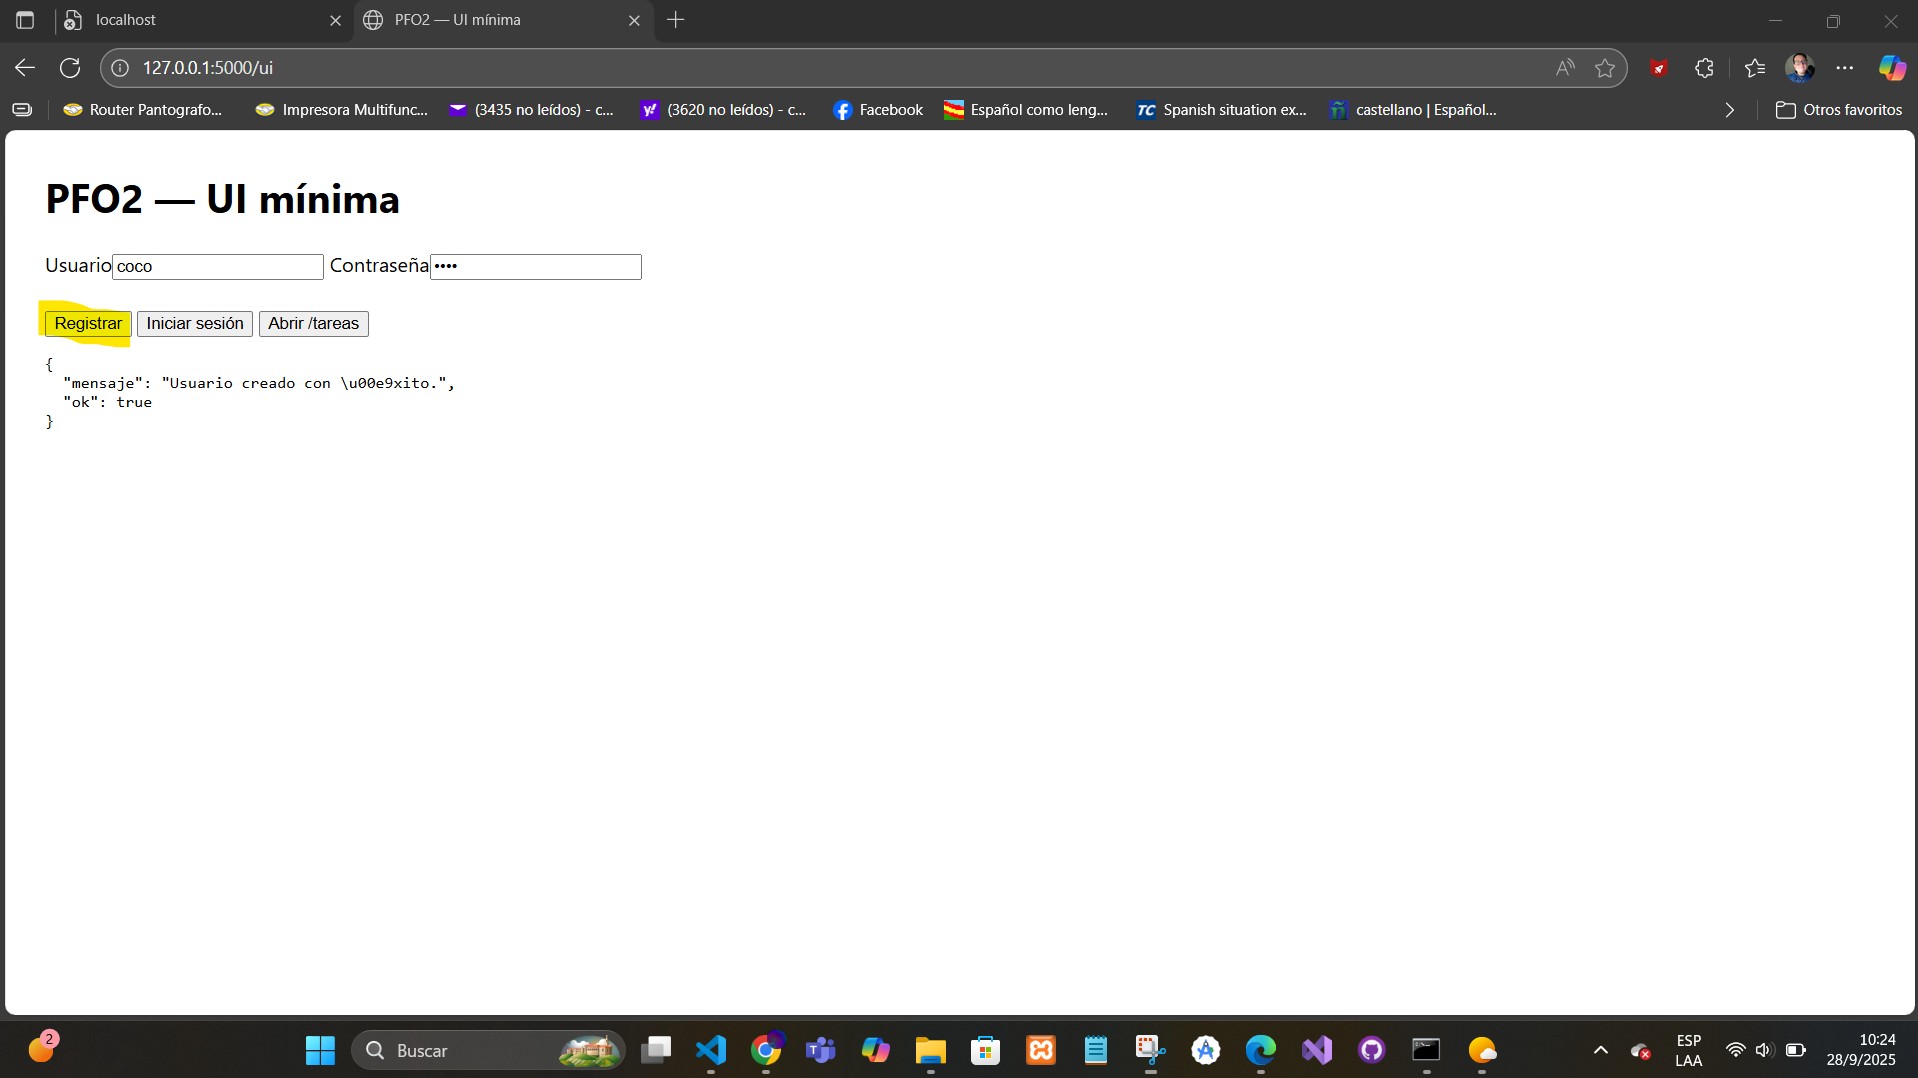 localhost
PFO2 — UI mínima
127.0.0.1:5000/ui
Router Pantografo...
Impresora Multifunc...
(3435 no leídos) - c...
(3620 no leídos) - c...
Facebook
Español como leng...
TC Spanish situation ex...
ñ castellano | Español...
Otros favoritos
PFO2 — UI mínima
Usuario coco Contraseña ••••
Registrar Iniciar sesión Abrir /tareas
{
"mensaje": "Usuario creado con \u00e9xito.",
"ok": true
}
2
Buscar
ESP
LAA
10:24
28/9/2025